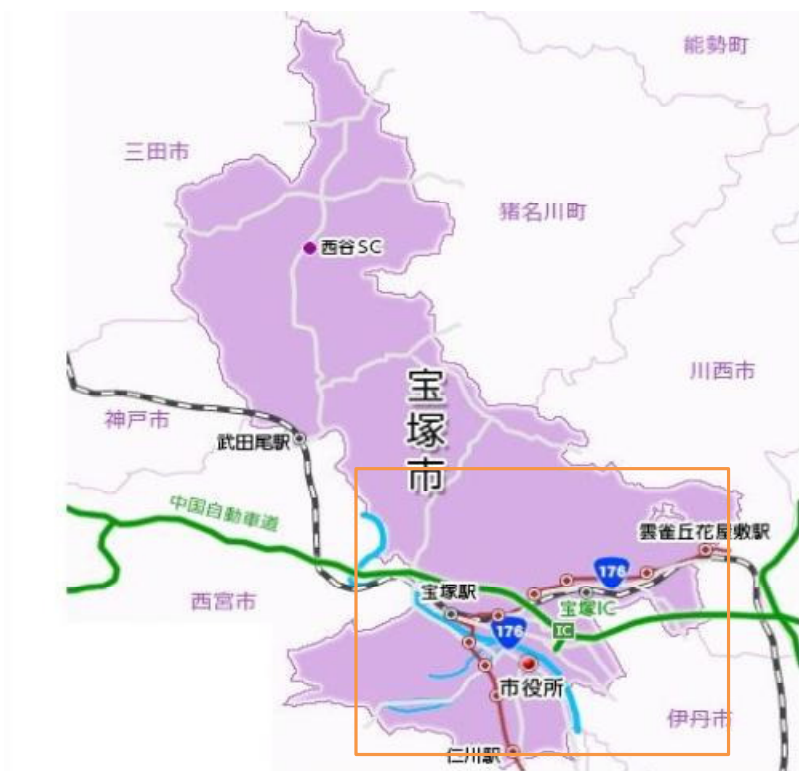 能勢町
三田市
猪名川町
西谷SC
川西市
宝塚市
神戸市
武田尾駅
中国自動車道
雲雀丘花屋敷駅
176
西宮市
宝塚駅
宝塚IC
176
IC
市役所
伊丹市
仁川駅